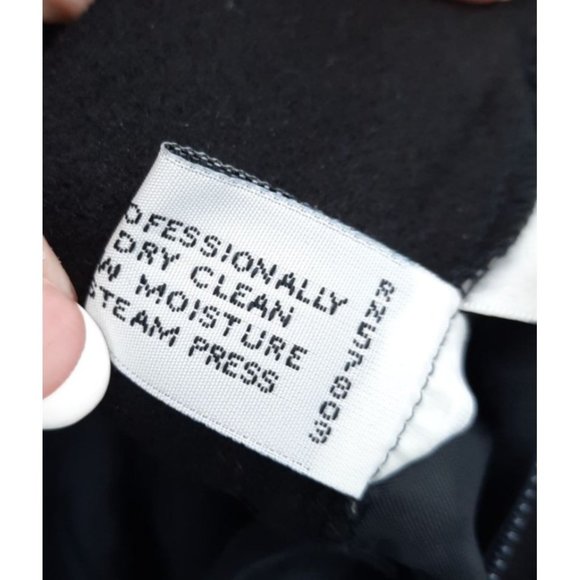 OFESSIONALLY
DRY CLEAN
W MOISTURE
STEAM PRESS
RN57803